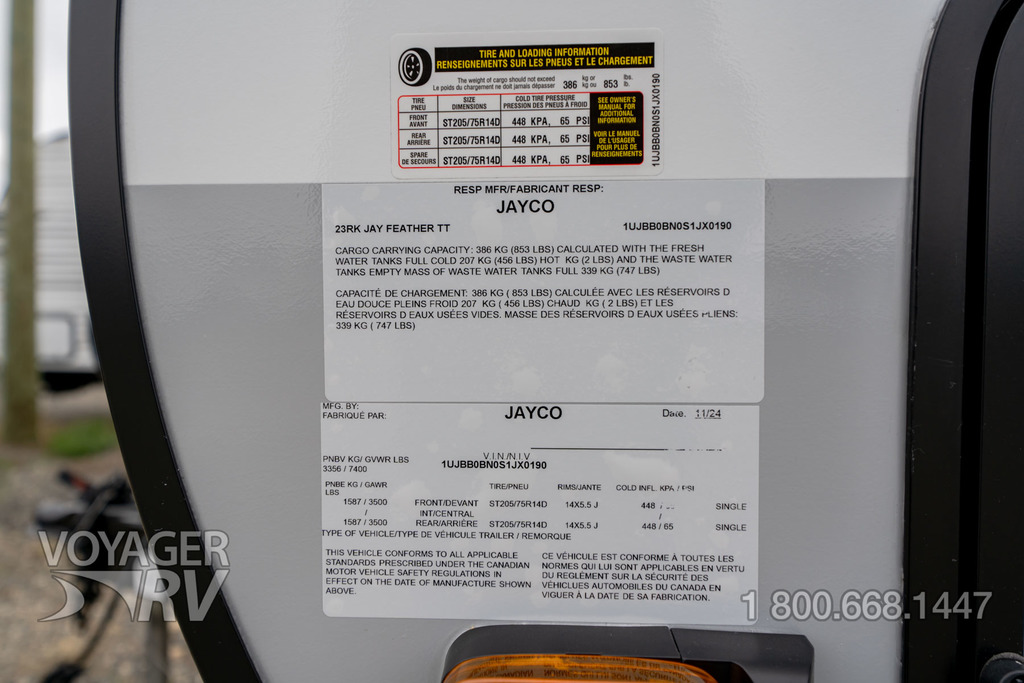 TIRE AND LOADING INFORMATION
RENSEIGNEMENTS SUR LES PNEUS ET LE CHARGEMENT
The weight of cargo should not exceed
Le poids du chargement ne doit jamais dépasser
386 kg or kg ou 853 lbs. lb.
TIRE PNEU SIZE DIMENSIONS COLD TIRE PRESSURE PRESSION DES PNEUS À FROID
FRONT AVANT ST205/75R14D 448 KPA, 65 PSI
REAR ARRIÈRE ST205/75R14D 448 KPA, 65 PSI
SPARE DE SECOURS ST205/75R14D 448 KPA, 65 PSI
SEE OWNER'S
MANUAL FOR
ADDITIONAL
INFORMATION
VOIR LE MANUEL
DE L'USAGER
POUR PLUS DE
RENSEIGNEMENTS
1UJBB0BN0S1JX0190
RESP MFR/FABRICANT RESP:
JAYCO
23RK JAY FEATHER TT 1UJBB0BN0S1JX0190
CARGO CARRYING CAPACITY: 386 KG (853 LBS) CALCULATED WITH THE FRESH
WATER TANKS FULL COLD 207 KG (456 LBS) HOT KG (2 LBS) AND THE WASTE WATER
TANKS EMPTY MASS OF WASTE WATER TANKS FULL 339 KG (747 LBS)
CAPACITÉ DE CHARGEMENT: 386 KG ( 853 LBS) CALCULÉE AVEC LES RÉSERVOIRS D
EAU DOUCE PLEINS FROID 207 KG ( 456 LBS) CHAUD KG ( 2 LBS) ET LES
RÉSERVOIRS D EAUX USÉES VIDES. MASSE DES RÉSERVOIRS D EAUX USÉES PLIENS:
339 KG ( 747 LBS)
MFG. BY:
FABRIQUÉ PAR: JAYCO Date. 11/24
PNBV KG/ GVWR LBS V.I.N./N.I.V
3356 / 7400 1UJBB0BN0S1JX0190
PNBE KG / GAWR
LBS TIRE/PNEU RIMS/JANTE COLD INFL. KPA / PSI
1587 / 3500 FRONT/DEVANT ST205/75R14D 14X5.5 J 448 / SINGLE
/ INT/CENTRAL /
1587 / 3500 REAR/ARRIÈRE ST205/75R14D 14X5.5 J 448 / 65 SINGLE
TYPE OF VEHICLE/TYPE DE VÉHICULE TRAILER / REMORQUE
THIS VEHICLE CONFORMS TO ALL APPLICABLE
STANDARDS PRESCRIBED UNDER THE CANADIAN
MOTOR VEHICLE SAFETY REGULATIONS IN
EFFECT ON THE DATE OF MANUFACTURE SHOWN
ABOVE.
CE VÉHICULE EST CONFORME À TOUTES LES
NORMES QUI LUI SONT APPLICABLES EN VERTU
DU RÈGLEMENT SUR LA SÉCURITÉ DES
VÉHICLUES AUTOMOBILES DU CANADA EN
VIGUER À LA DATE DE SA FABRICATION.
VOYAGER
RV
1 800.668.1447